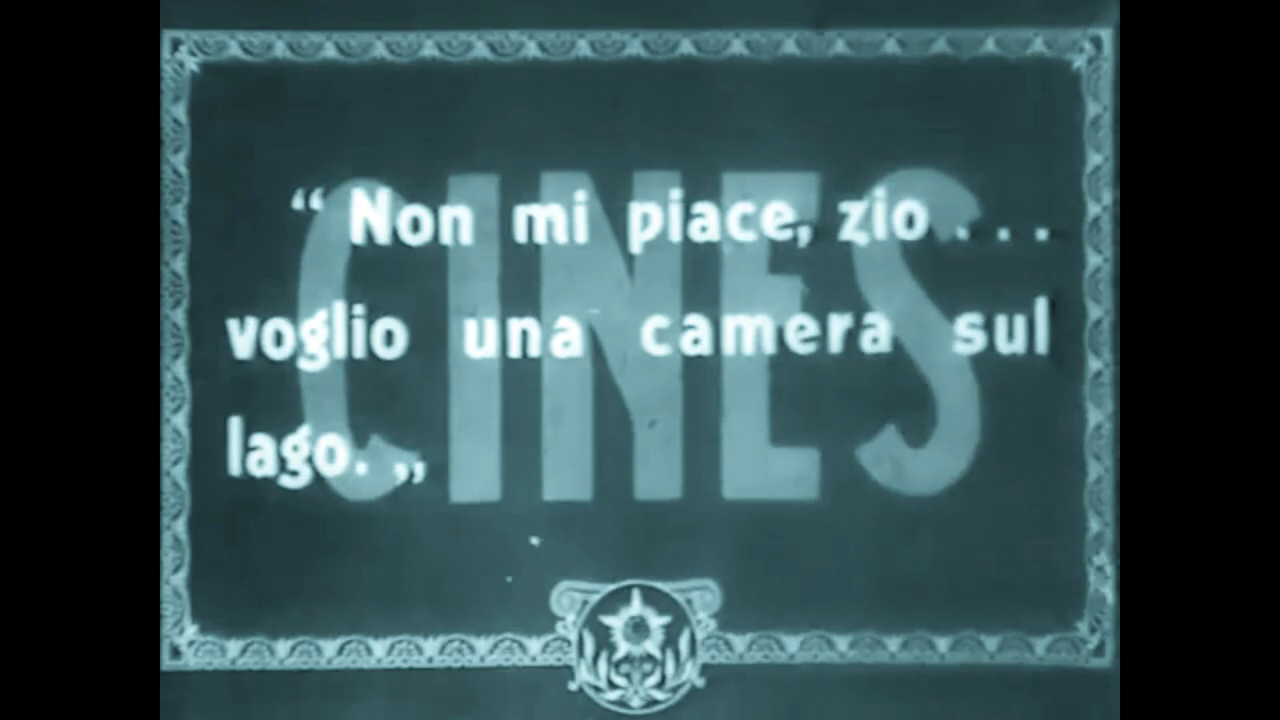 CINES
“ Non mi piace, zio . . .
voglio una camera sul
lago. „